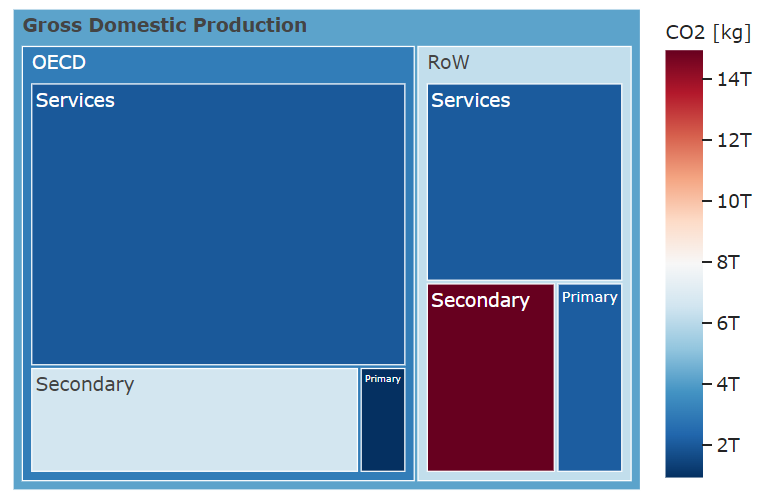 Gross Domestic Production
OECD
Services
Secondary
Primary
RoW
Services
Secondary
Primary
CO2 [kg]
14T
12T
10T
8T
6T
4T
2T